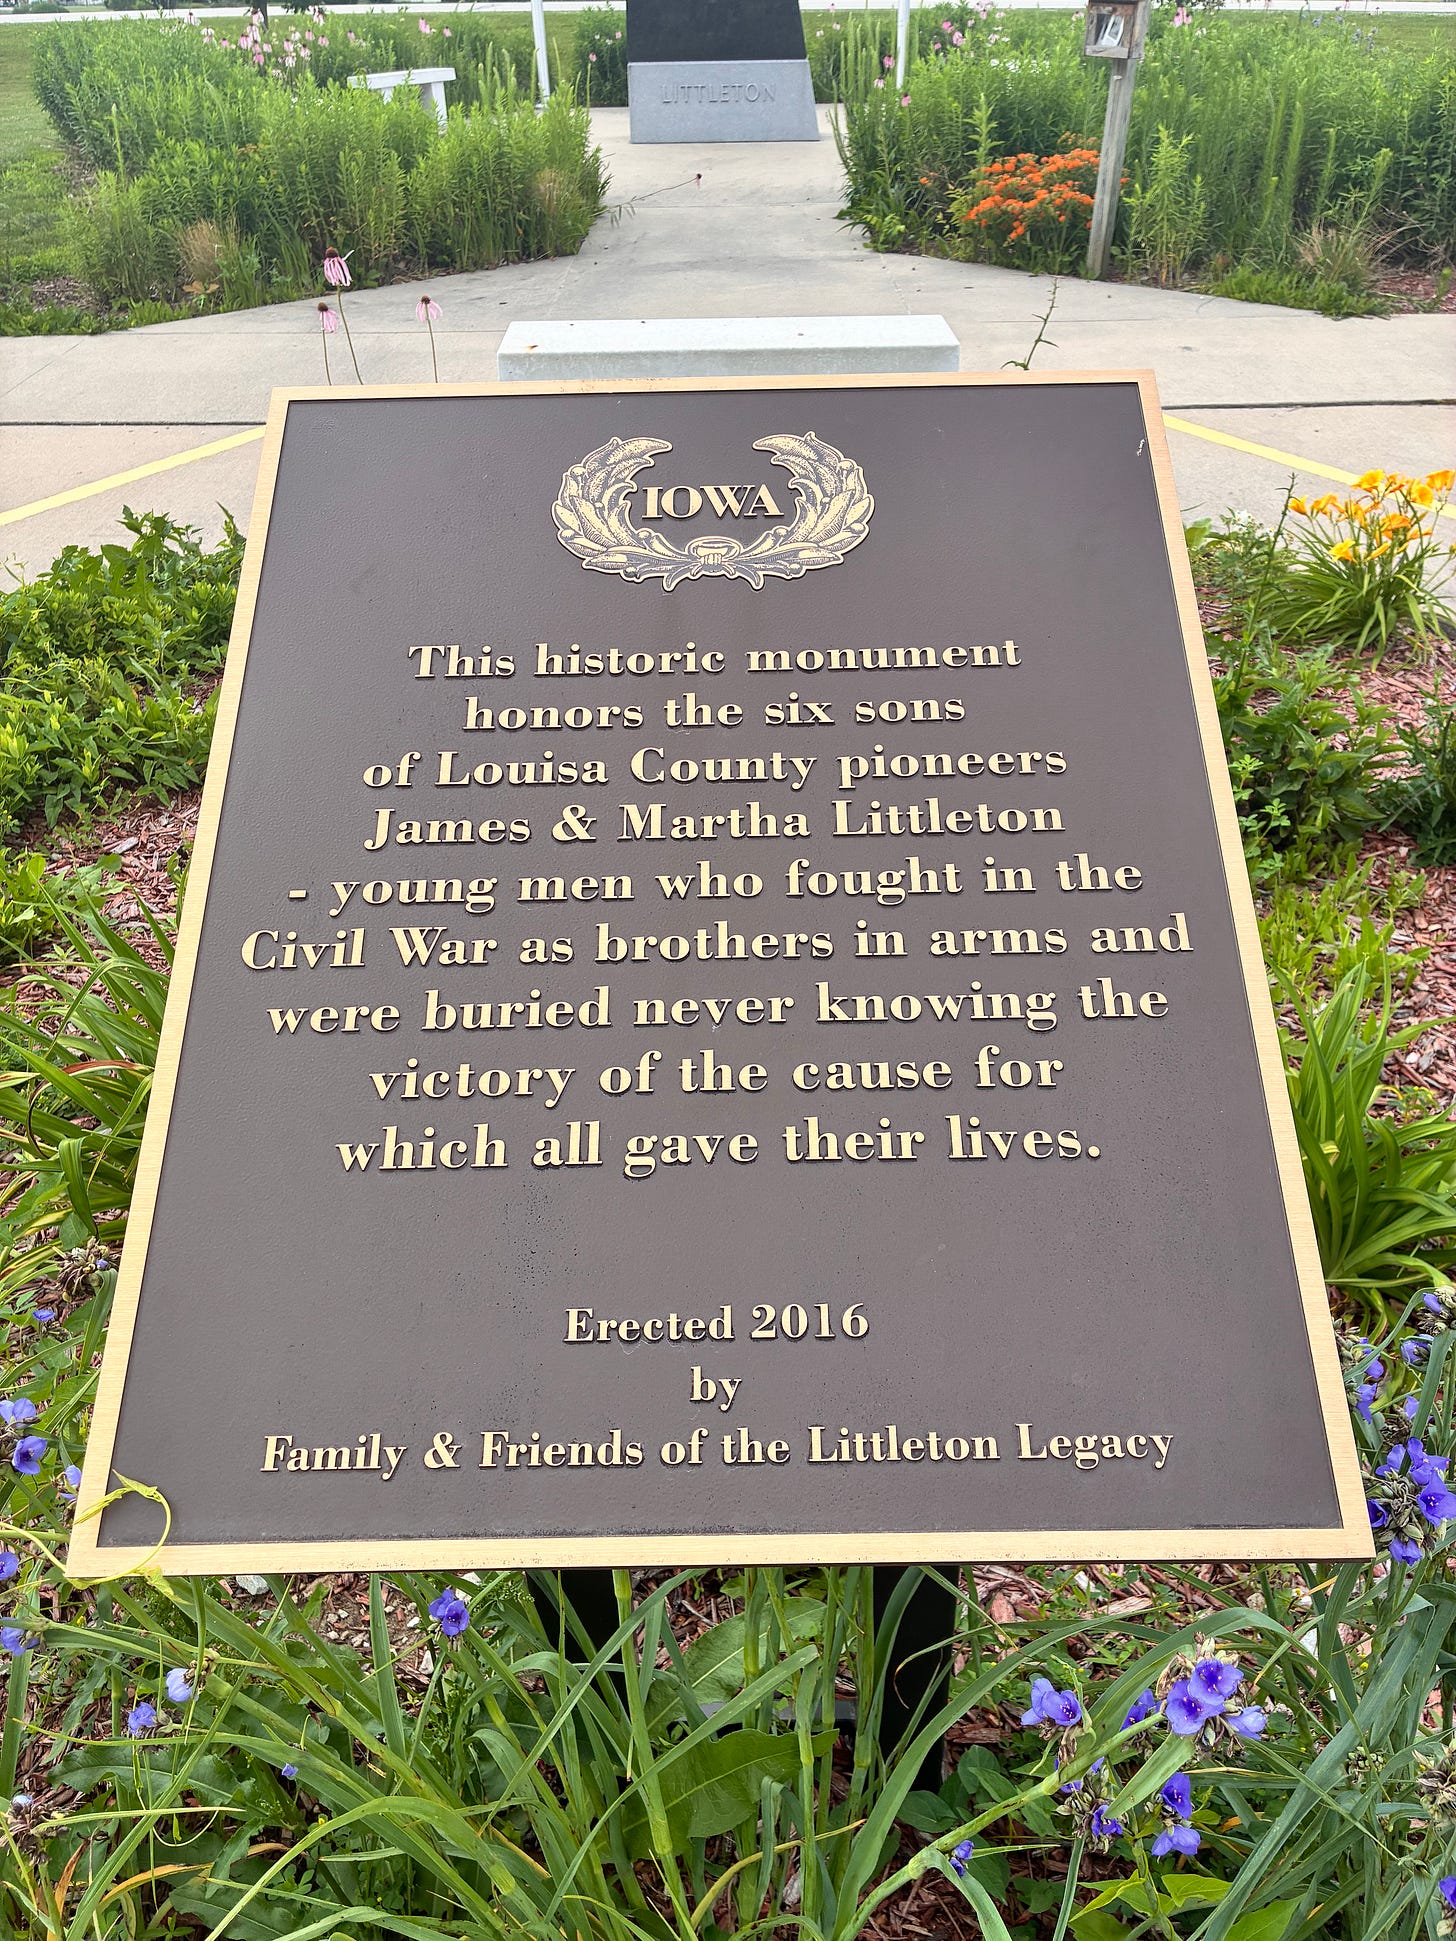 LITTLETON
IOWA
This historic monument
honors the six sons
of Louisa County pioneers
James & Martha Littleton
- young men who fought in the
Civil War as brothers in arms and
were buried never knowing the
victory of the cause for
which all gave their lives.
Erected 2016
by
Family & Friends of the Littleton Legacy